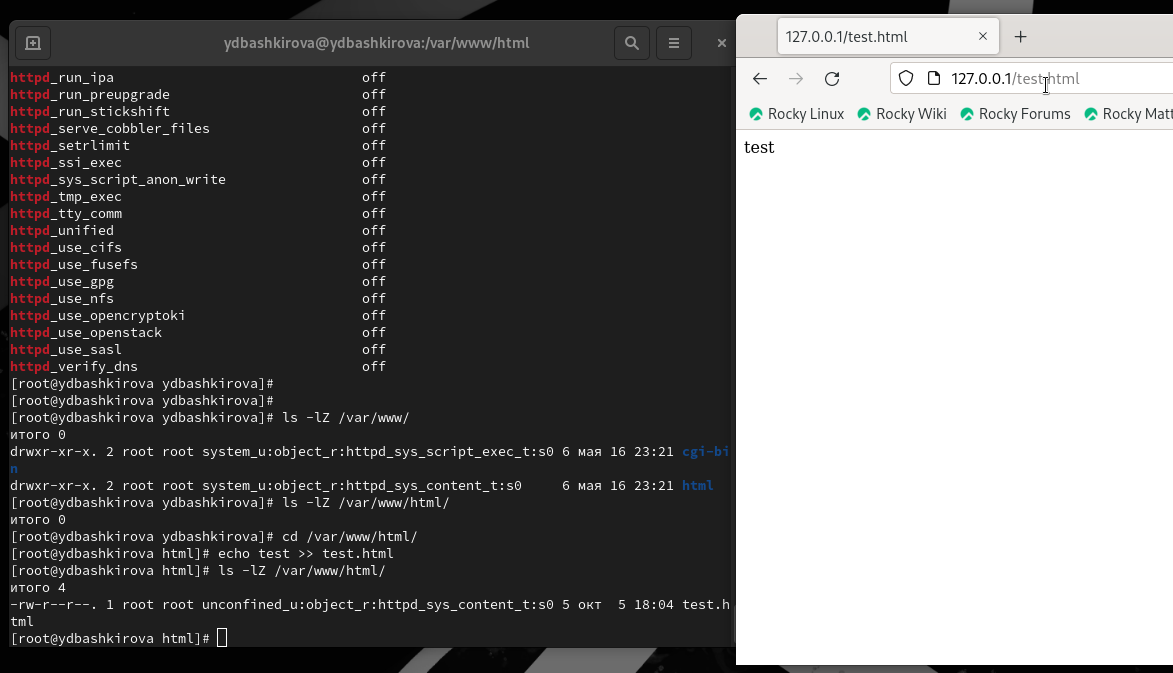 ydbashkirova@ydbashkirova:/var/www/html
httpd_run_ipa off
httpd_run_preupgrade off
httpd_run_stickshift off
httpd_serve_cobbler_files off
httpd_setrlimit off
httpd_ssi_exec off
httpd_sys_script_anon_write off
httpd_tmp_exec off
httpd_tty_comm off
httpd_unified off
httpd_use_cifs off
httpd_use_fusefs off
httpd_use_gpg off
httpd_use_nfs off
httpd_use_opencryptoki off
httpd_use_openstack off
httpd_use_sasl off
httpd_verify_dns off
[root@ydbashkirova ydbashkirova]#
[root@ydbashkirova ydbashkirova]#
[root@ydbashkirova ydbashkirova]# ls -lZ /var/www/
итого 0
drwxr-xr-x. 2 root root system_u:object_r:httpd_sys_script_exec_t:s0 6 мая 16 23:21 cgi-bi
n
drwxr-xr-x. 2 root root system_u:object_r:httpd_sys_content_t:s0     6 мая 16 23:21 html
[root@ydbashkirova ydbashkirova]# ls -lZ /var/www/html/
итого 0
[root@ydbashkirova ydbashkirova]# cd /var/www/html/
[root@ydbashkirova html]# echo test >> test.html
[root@ydbashkirova html]# ls -lZ /var/www/html/
итого 4
-rw-r--r--. 1 root root unconfined_u:object_r:httpd_sys_content_t:s0 5 окт  5 18:04 test.h
tml
[root@ydbashkirova html]#
127.0.0.1/test.html
127.0.0.1/test.html
Rocky Linux Rocky Wiki Rocky Forums Rocky Matt
test